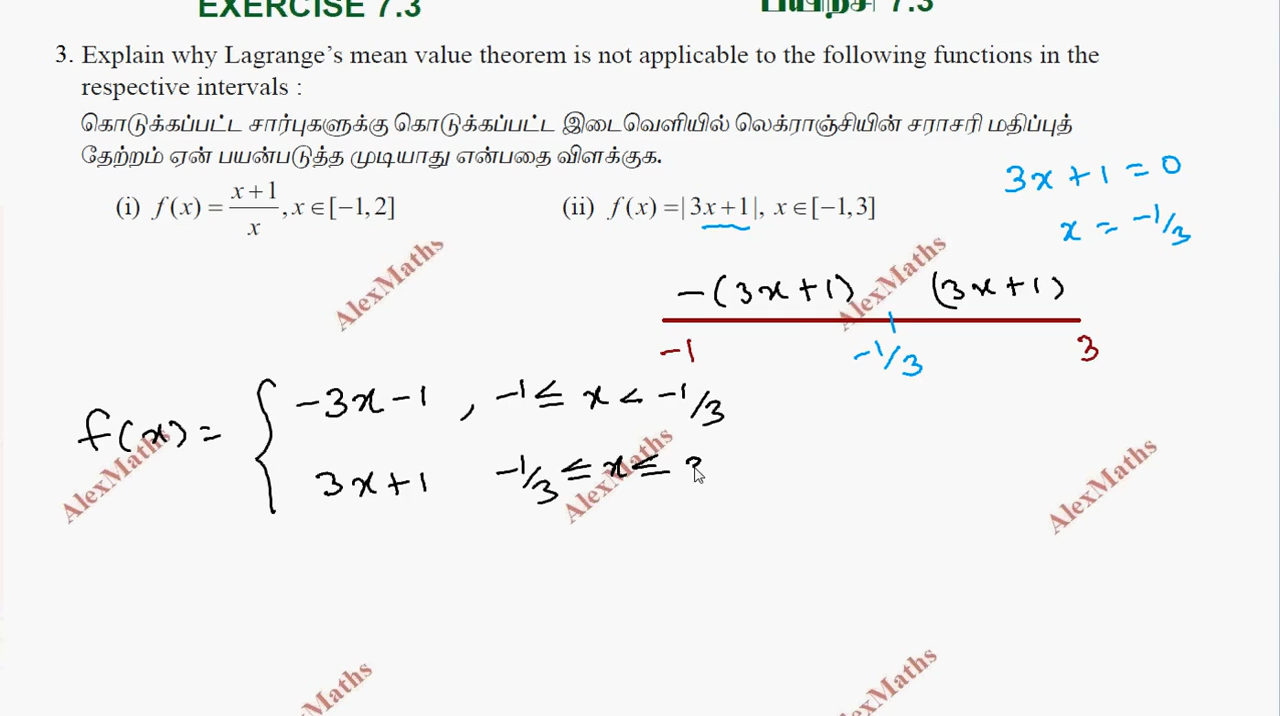 EXERCISE 7.3
பயிற்சி 7.3
3. Explain why Lagrange's mean value theorem is not applicable to the following functions in the
respective intervals :
கொடுக்கப்பட்ட சார்புகளுக்கு கொடுக்கப்பட்ட இடைவெளியில் லெக்ராஞ்சியின் சராசரி மதிப்புத்
தேற்றம் ஏன் பயன்படுத்த முடியாது என்பதை விளக்குக.
3x + 1 = 0
(i) f(x) = (x+1)/x, x ∈ [−1, 2]
(ii) f(x) = | 3x+1 |, x ∈ [−1, 3]
x = -1/3
AlexMaths
AlexMaths
-(3x+1) (3x+1)
-1 -1/3 3
f(x) = { -3x-1 , -1 ≤ x < -1/3
3x+1 -1/3 ≤ x ≤ 3
AlexMaths
AlexMaths
AlexMaths
AlexMaths
AlexMaths